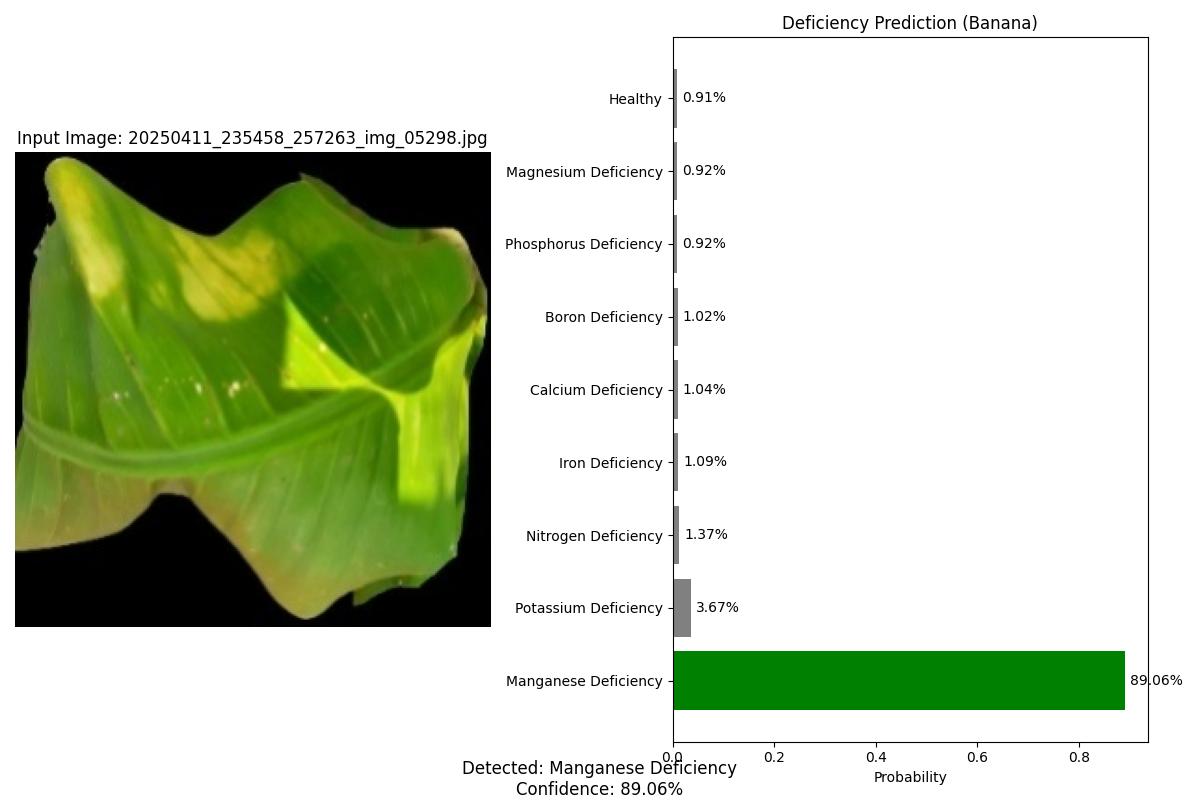 Deficiency Prediction (Banana)
Input Image: 20250411_235458_257263_img_05298.jpg
Healthy 0.91%
Magnesium Deficiency 0.92%
Phosphorus Deficiency 0.92%
Boron Deficiency 1.02%
Calcium Deficiency 1.04%
Iron Deficiency 1.09%
Nitrogen Deficiency 1.37%
Potassium Deficiency 3.67%
Manganese Deficiency 89.06%
0.0 0.2 0.4 0.6 0.8
Probability
Detected: Manganese Deficiency
Confidence: 89.06%